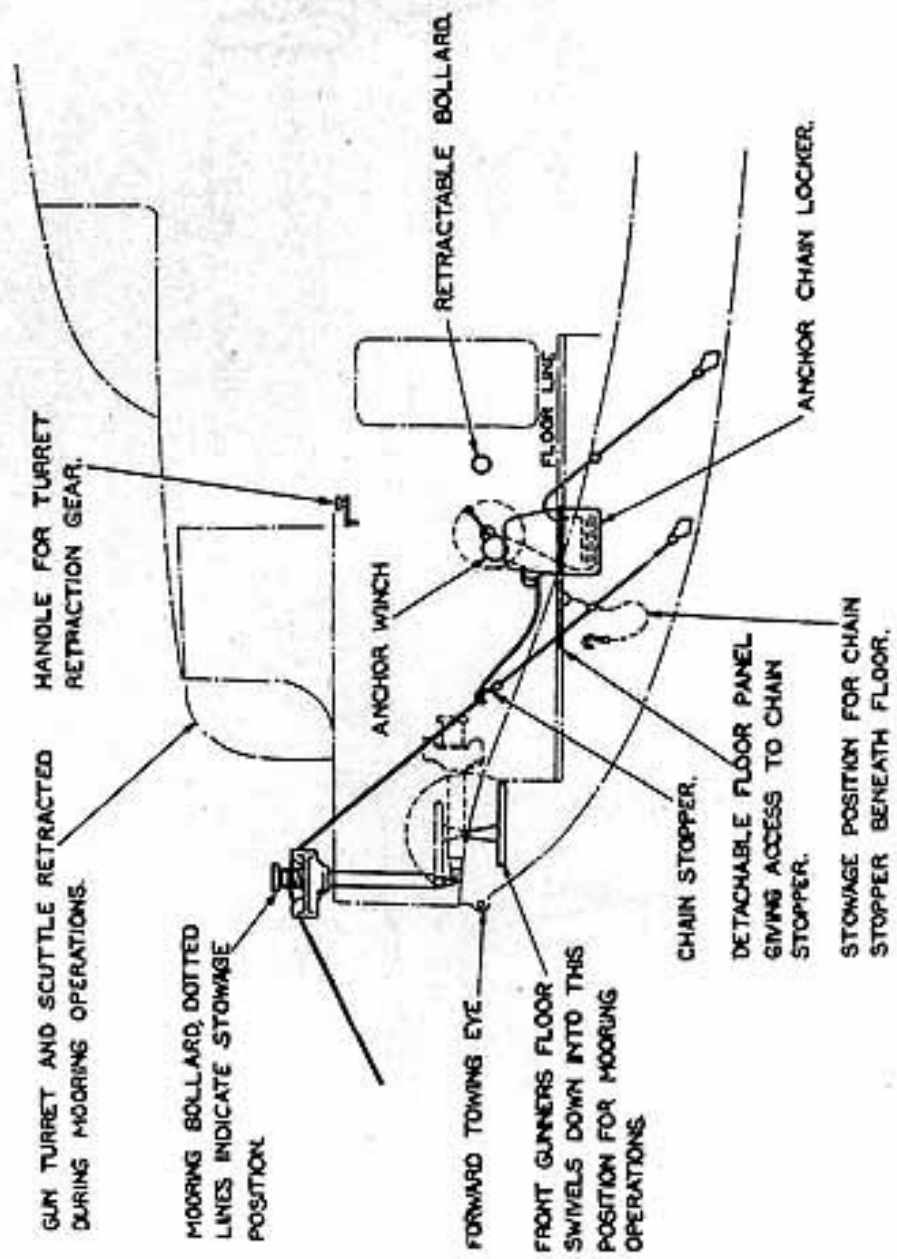 GUN TURRET AND SCUTTLE RETRACTED
DURING MOORING OPERATIONS.
HANDLE FOR TURRET
RETRACTION GEAR.
MOORING BOLLARD, DOTTED
LINES INDICATE STOWAGE
POSITION.
ANCHOR WINCH
RETRACTABLE BOLLARD.
FLOOR LINE
FORWARD TOWING EYE
FRONT GUNNERS FLOOR
SWIVELS DOWN INTO THIS
POSITION FOR MOORING
OPERATIONS.
CHAIN STOPPER.
DETACHABLE FLOOR PANEL
GIVING ACCESS TO CHAIN
STOPPER.
STOWAGE POSITION FOR CHAIN
STOPPER BENEATH FLOOR.
ANCHOR CHAIN LOCKER.